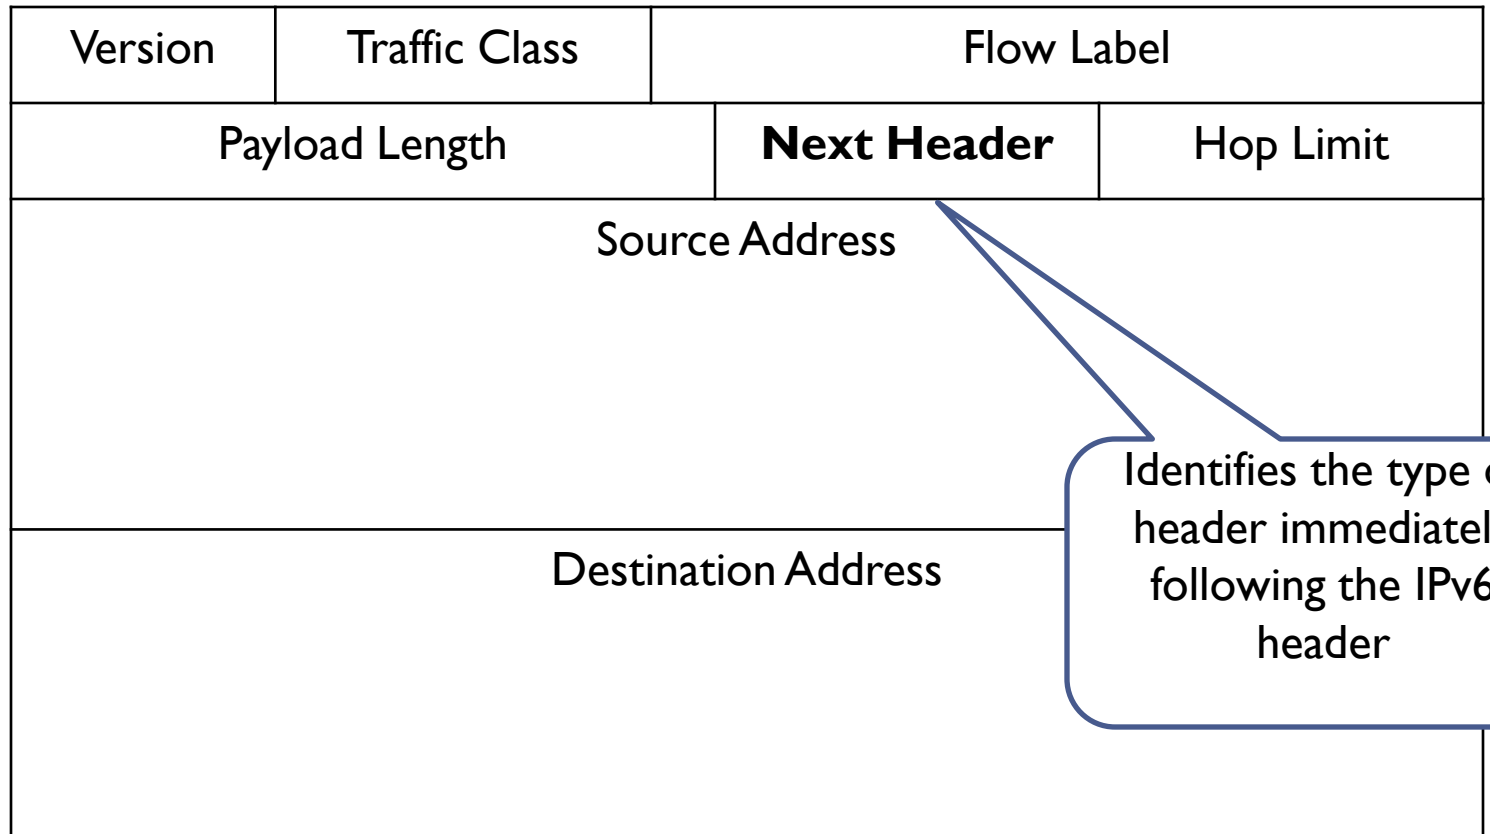 Version Traffic Class Flow Label
Payload Length Next Header Hop Limit
Source Address
Identifies the type
header immediatel
following the IPv6
header
Destination Address